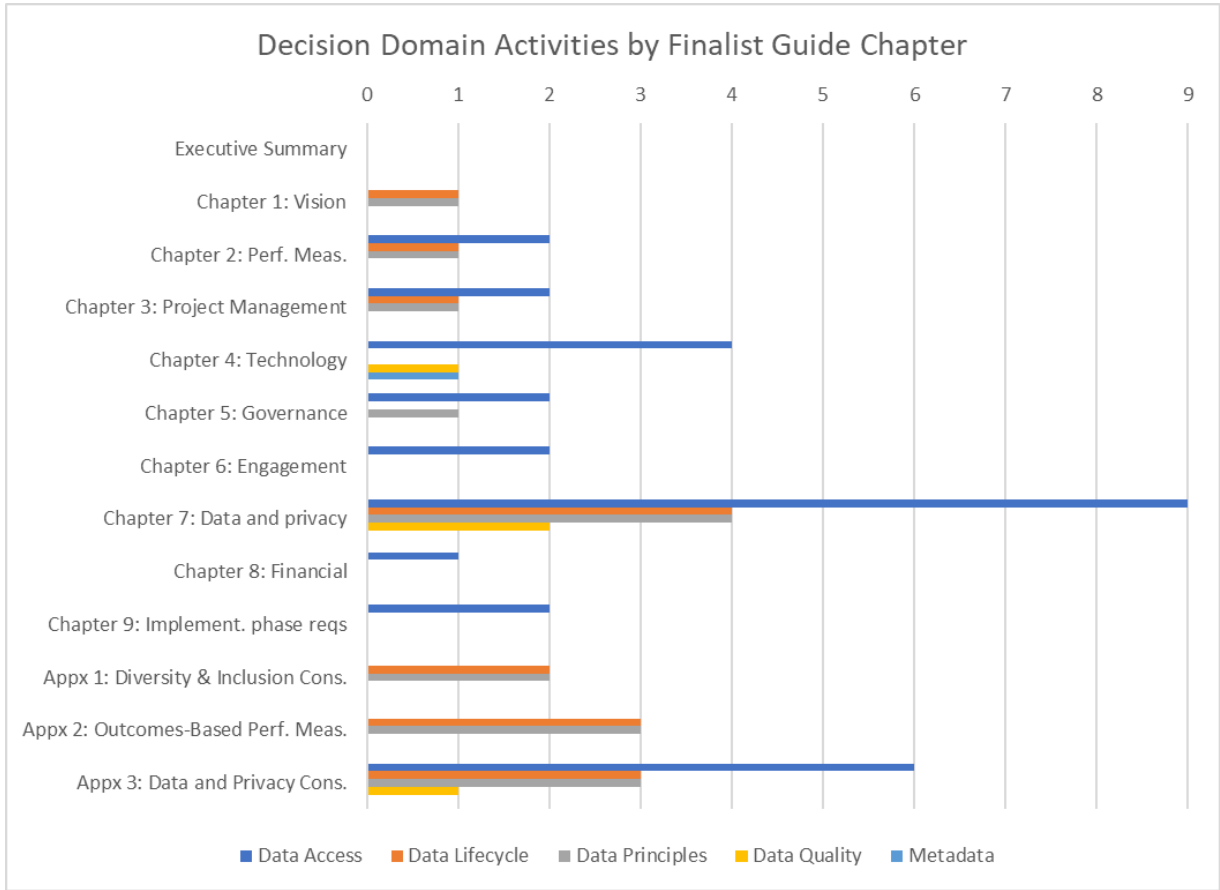 Decision Domain Activities by Finalist Guide Chapter
0 1 2 3 4 5 6 7 8 9
Executive Summary
Chapter 1: Vision
Chapter 2: Perf. Meas.
Chapter 3: Project Management
Chapter 4: Technology
Chapter 5: Governance
Chapter 6: Engagement
Chapter 7: Data and privacy
Chapter 8: Financial
Chapter 9: Implement. phase reqs
Appx 1: Diversity & Inclusion Cons.
Appx 2: Outcomes-Based Perf. Meas.
Appx 3: Data and Privacy Cons.
Data Access Data Lifecycle Data Principles Data Quality Metadata